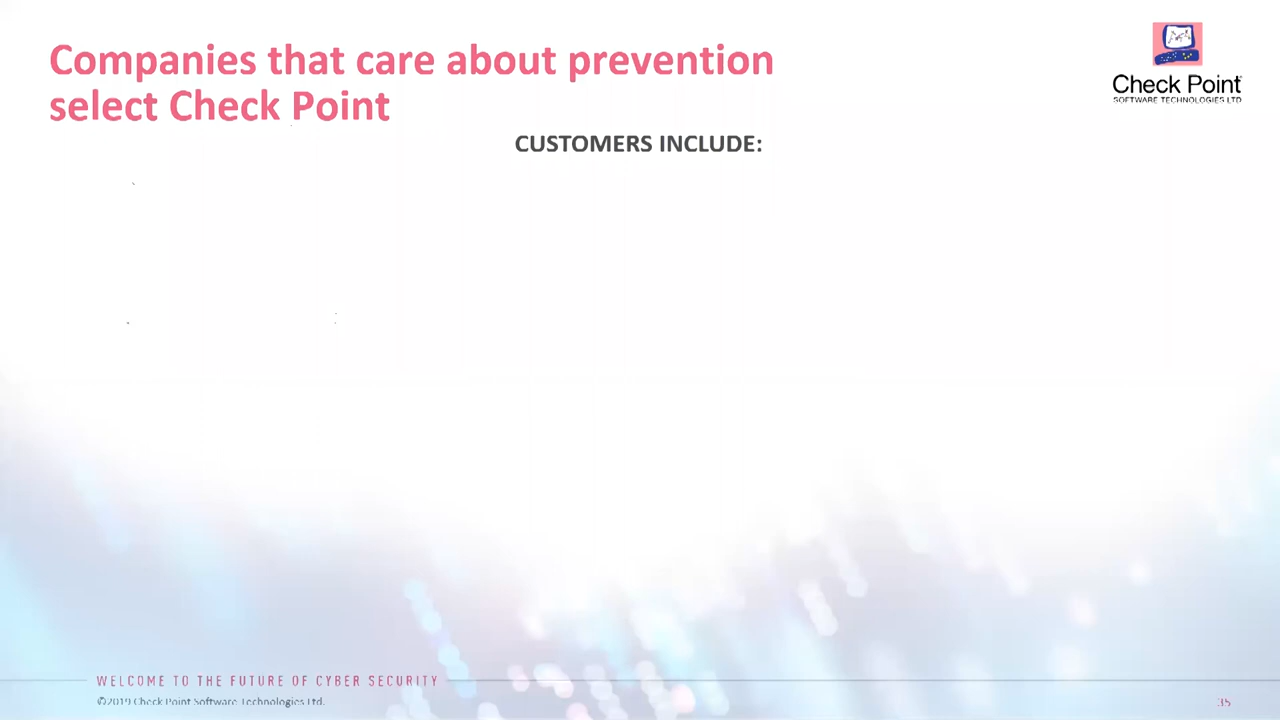 Companies that care about prevention
select Check Point
Check Point
SOFTWARE TECHNOLOGIES LTD
CUSTOMERS INCLUDE:
WELCOME TO THE FUTURE OF CYBER SECURITY
©2019 Check Point Software Technologies Ltd.
35